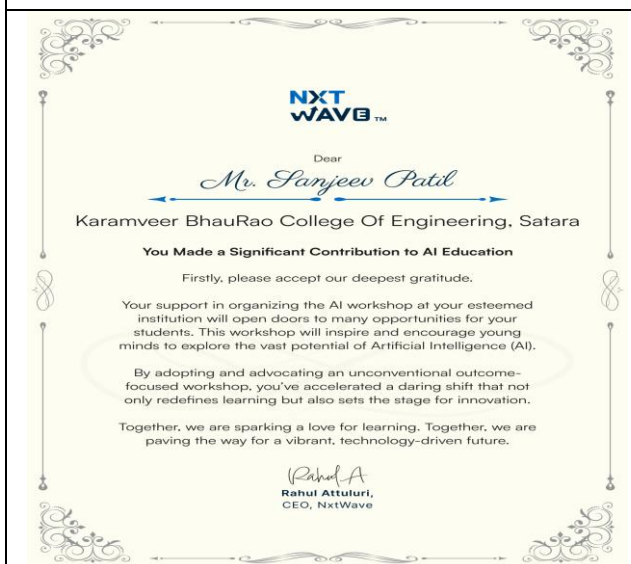 NXT
WAVE TM
Dear
Mr. Sanjeev Patil
Karamveer BhauRao College Of Engineering, Satara
You Made a Significant Contribution to AI Education
Firstly, please accept our deepest gratitude.
Your support in organizing the AI workshop at your esteemed
institution will open doors to many opportunities for your
students. This workshop will inspire and encourage young
minds to explore the vast potential of Artificial Intelligence (AI).
By adopting and advocating an unconventional outcome-
focused workshop, you've accelerated a daring shift that not
only redefines learning but also sets the stage for innovation.
Together, we are sparking a love for learning. Together, we are
paving the way for a vibrant, technology-driven future.
Rahul A
Rahul Attuluri,
CEO, NxtWave